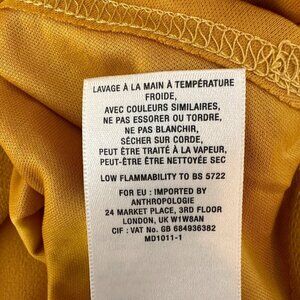 LAVAGE À LA MAIN À TEMPÉRATURE
FROIDE,
AVEC COULEURS SIMILAIRES,
NE PAS ESSORER OU TORDRE,
NE PAS BLANCHIR,
SÉCHER SUR CORDE,
PEUT ÊTRE TRAITÉ À LA VAPEUR,
PEUT-ÊTRE NETTOYÉE SEC
LOW FLAMMABILITY TO BS 5722
FOR EU : IMPORTED BY
ANTHROPOLOGIE
24 MARKET PLACE, 3RD FLOOR
LONDON, UK W1W8AN
CIF : VAT No. GB 684936382
MD1011-1